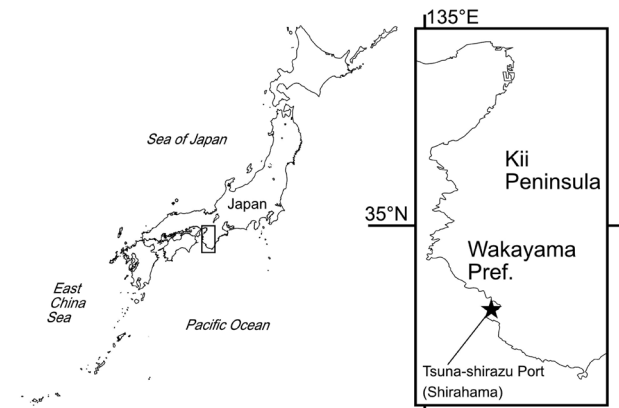 135°E
Sea of Japan
Kii
Peninsula
Japan
35°N
Wakayama
Pref.
East
China
Sea
Pacific Ocean
Tsuna-shirazu Port
(Shirahama)